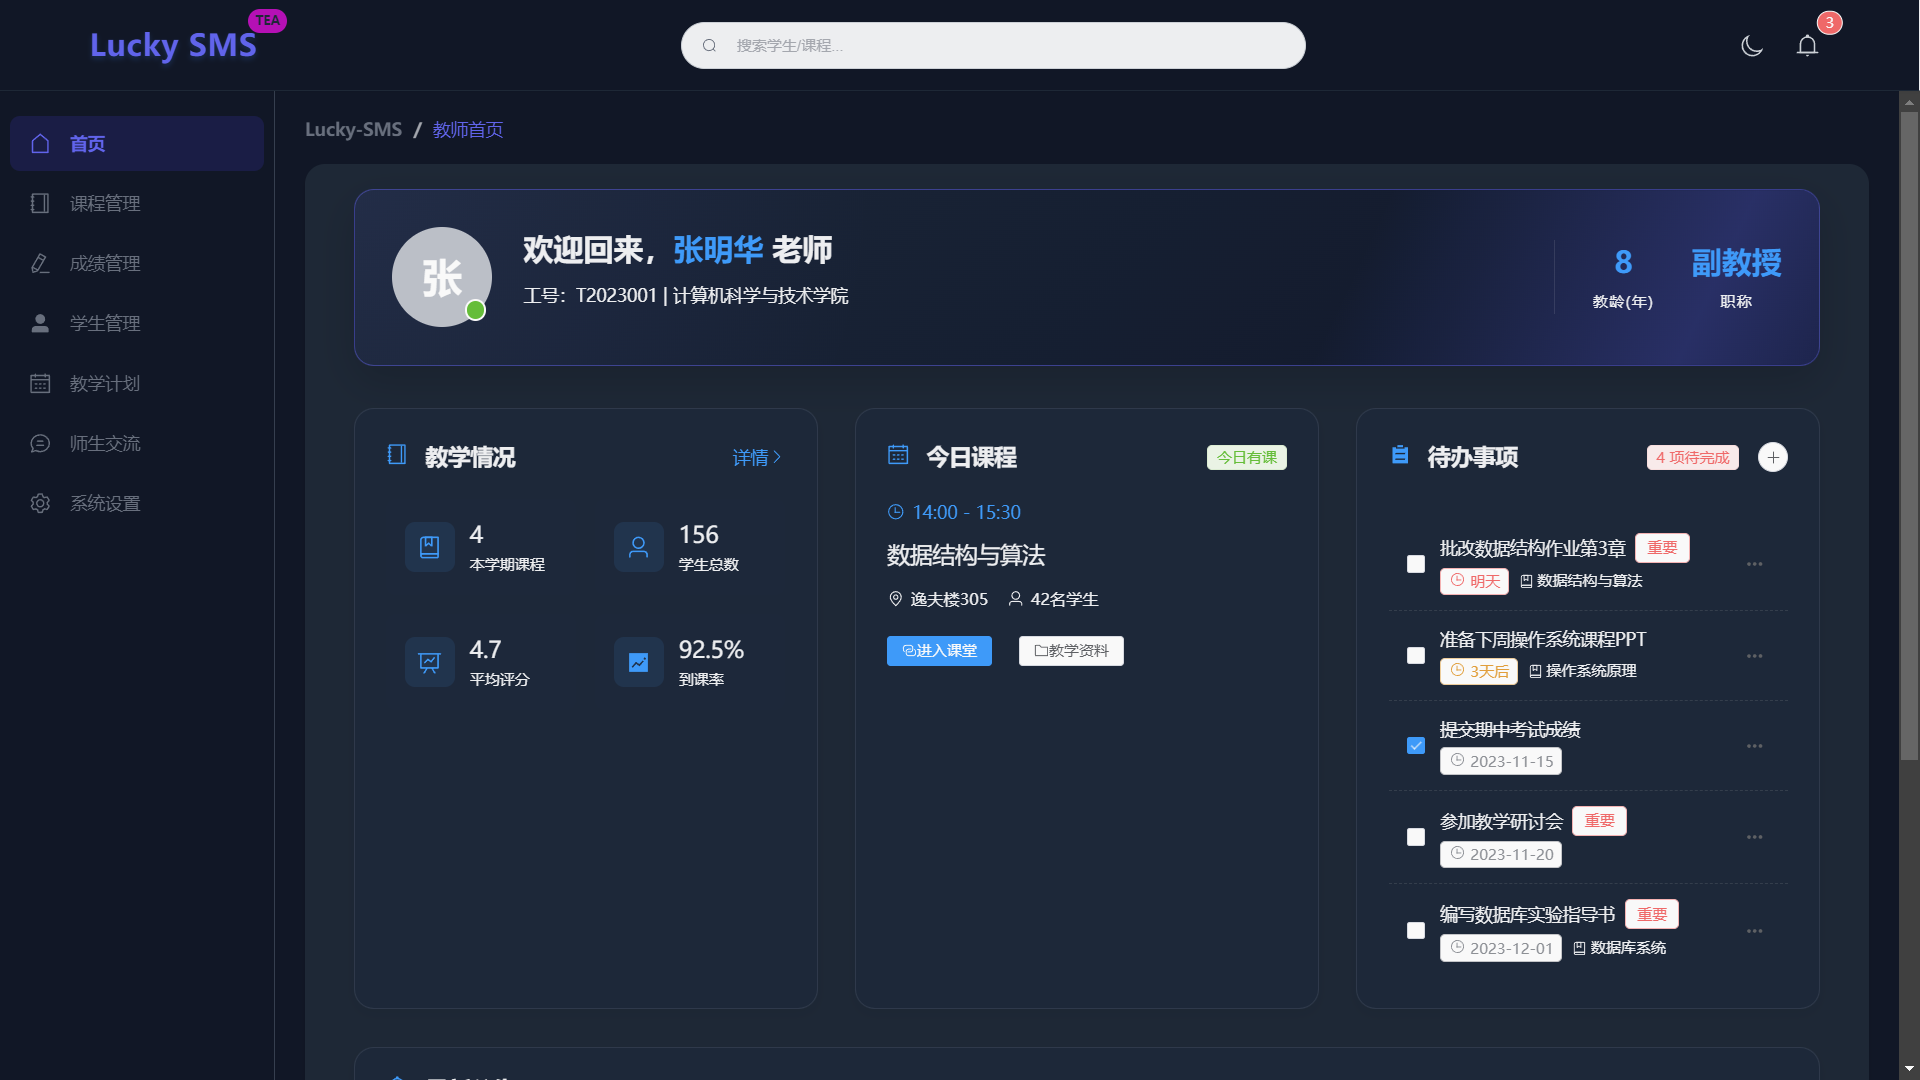 Lucky SMS
TEA
搜索学生/课程...
3
首页
课程管理
成绩管理
学生管理
教学计划
师生交流
系统设置
Lucky-SMS / 教师首页
张
欢迎回来，张明华 老师
工号：T2023001 | 计算机科学与技术学院
8
教龄(年)
副教授
职称
教学情况
详情
4
本学期课程
156
学生总数
4.7
平均评分
92.5%
到课率
今日课程
今日有课
14:00 - 15:30
数据结构与算法
逸夫楼305
42名学生
进入课堂
教学资料
待办事项
4 项待完成
批改数据结构作业第3章
重要
明天
数据结构与算法
准备下周操作系统课程PPT
3天后
操作系统原理
提交期中考试成绩
2023-11-15
参加教学研讨会
重要
2023-11-20
编写数据库实验指导书
重要
2023-12-01
数据库系统